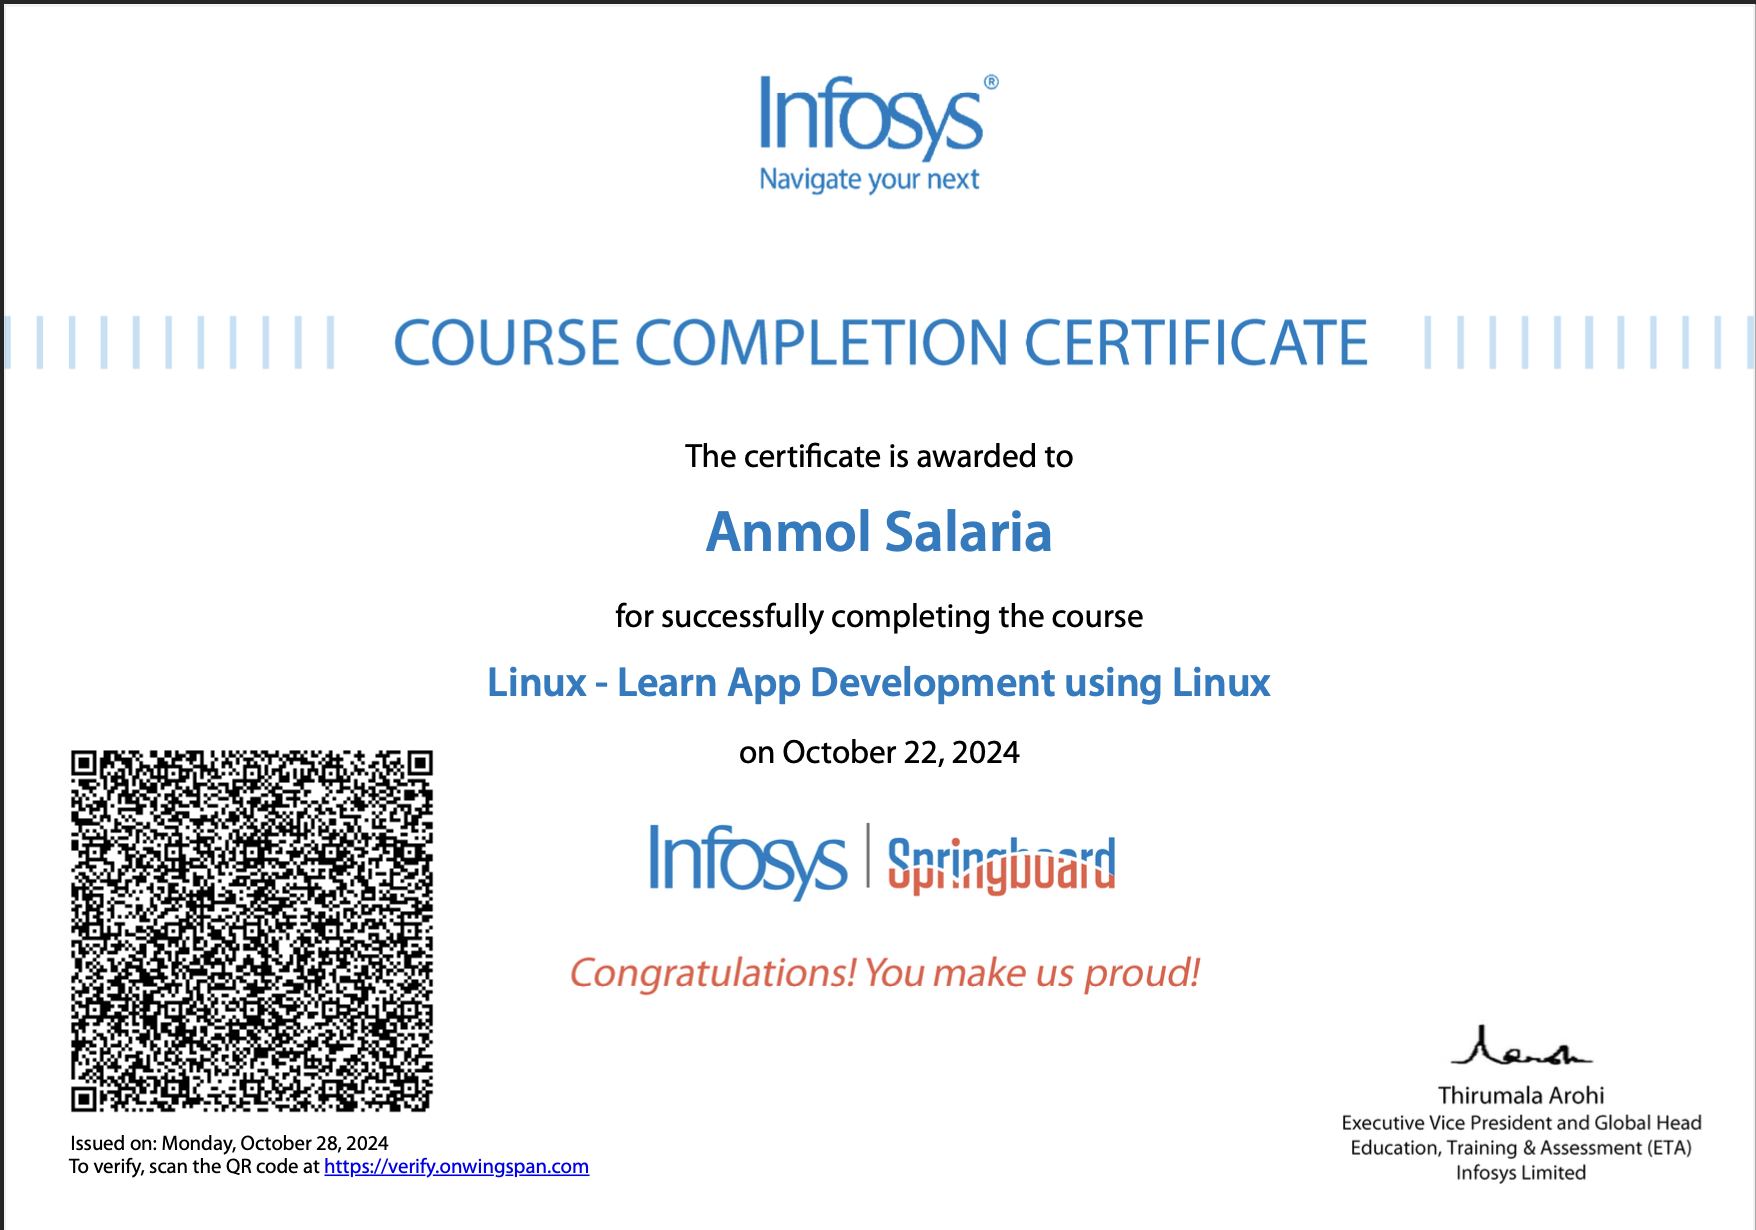 Infosys®
Navigate your next
COURSE COMPLETION CERTIFICATE
The certificate is awarded to
Anmol Salaria
for successfully completing the course
Linux - Learn App Development using Linux
on October 22, 2024
Infosys | Springboard
Congratulations! You make us proud!
Issued on: Monday, October 28, 2024
To verify, scan the QR code at https://verify.onwingspan.com
Thirumala Arohi
Executive Vice President and Global Head
Education, Training & Assessment (ETA)
Infosys Limited